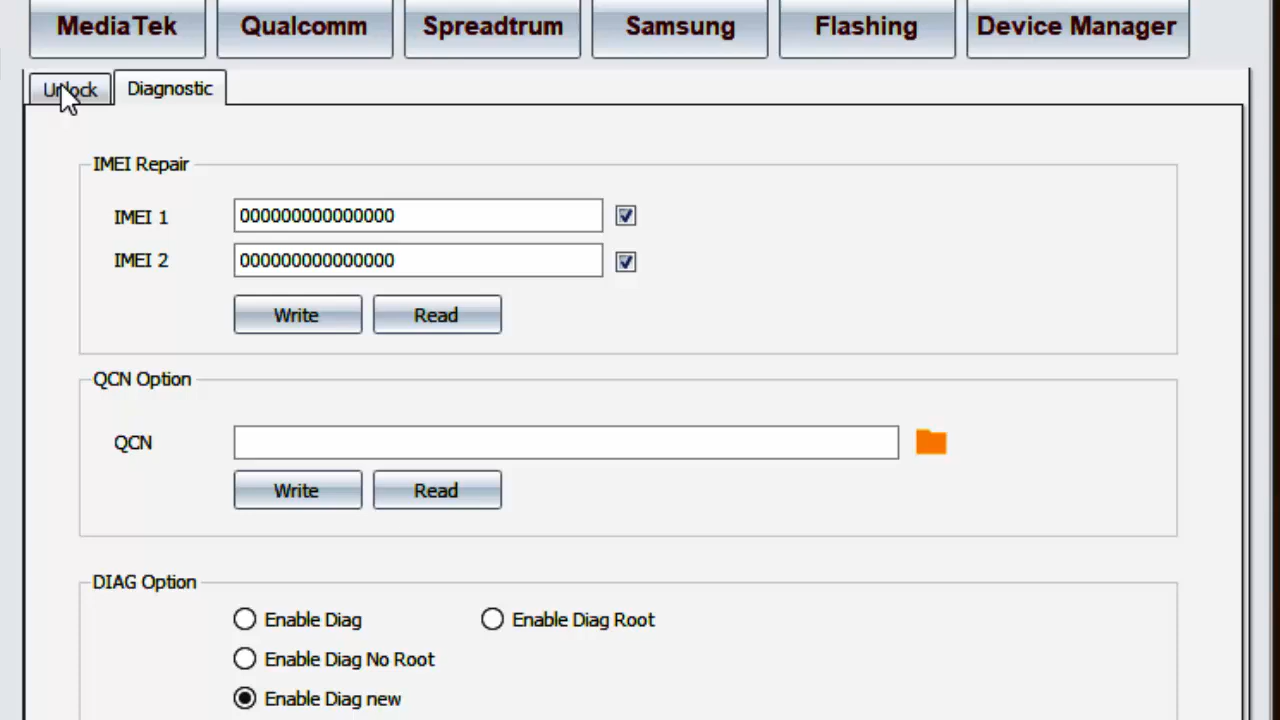 MediaTek Qualcomm Spreadtrum Samsung Flashing Device Manager
Unlock Diagnostic
IMEI Repair
IMEI 1 000000000000000
IMEI 2 000000000000000
Write Read
QCN Option
QCN
Write Read
DIAG Option
Enable Diag Enable Diag Root
Enable Diag No Root
Enable Diag new